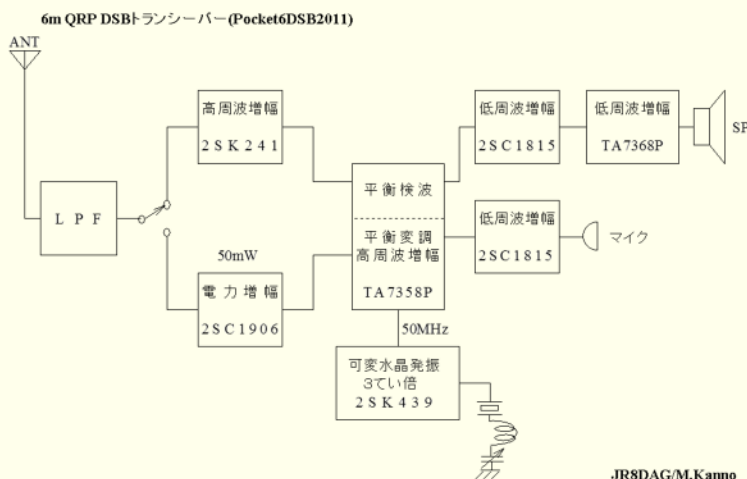 6m QRP DSBトランシーバー(Pocket6DSB2011)
ANT
高周波増幅
2SK241
低周波増幅
2SC1815
低周波増幅
TA7368P
SP
平衡検波
LPF
平衡変調
高周波増幅
TA7358P
低周波増幅
2SC1815
マイク
50mW
電力増幅
2SC1906
50MHz
可変水晶発振
3てい倍
2SK439
JR8DAG/M.Kanno